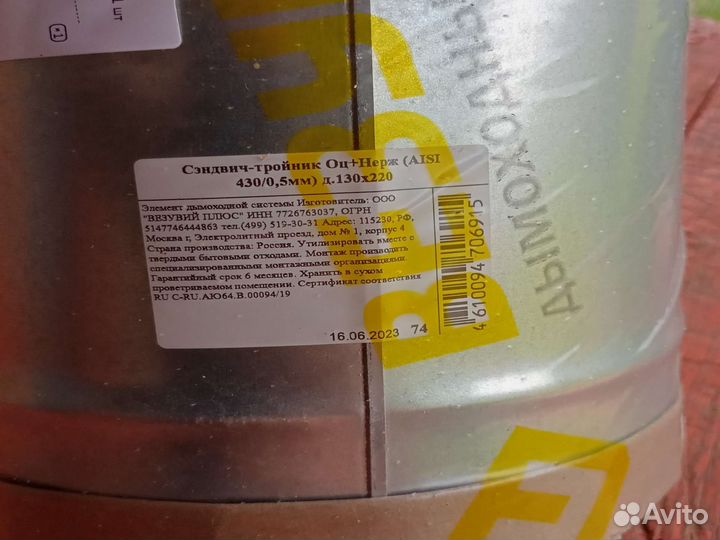 1 шт
Сэндвич-тройник Оц+Нерж (AISI
430/0,5мм) д.130х220
Элемент дымоходной системы Изготовитель: ООО
"ВЕЗУВИЙ ПЛЮС" ИНН 7726763037, ОГРН
5147746444863 тел.(499) 519-30-31 Адрес: 115230, РФ,
Москва г, Электролитный проезд, дом № 1, корпус 4
Страна производства: Россия. Утилизировать вместе с
твердыми бытовыми отходами. Монтаж производить
специализированными монтажными организациями.
Гарантийный срок 6 месяцев. Хранить в сухом
проветриваемом помещении. Сертификат соответствия
RU C-RU.АЮ64.В.00094/19
16.06.2023 74
4610094706915
ДЫМОХОДНЫ
Avito